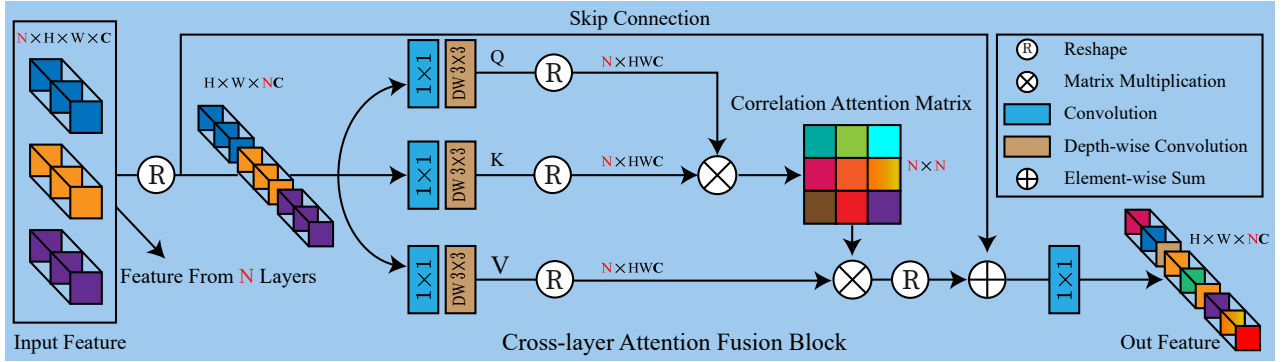 Skip Connection
N×H×W×C
H×W×NC
1×1
DW 3×3
Q
R
N×HWC
Correlation Attention Matrix
1×1
DW 3×3
K
R
N×HWC
N×N
R
Feature From N Layers
1×1
DW 3×3
V
R
N×HWC
R
1×1
H×W×NC
Input Feature
Cross-layer Attention Fusion Block
Out Feature
R
Reshape
Matrix Multiplication
Convolution
Depth-wise Convolution
Element-wise Sum